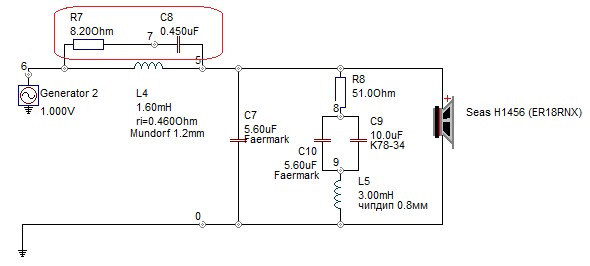 R7
8.20Ohm
C8
0.450uF
7
6
5
Generator 2
1.000V
L4
1.60mH
ri=0.460Ohm
Mundorf 1.2mm
C7
5.60uF
Faermark
R8
51.0Ohm
8
C10
5.60uF
Faermark
C9
10.0uF
K78-34
9
L5
3.00mH
чипдип 0.8мм
Seas H1456 (ER18RNX)
+
0